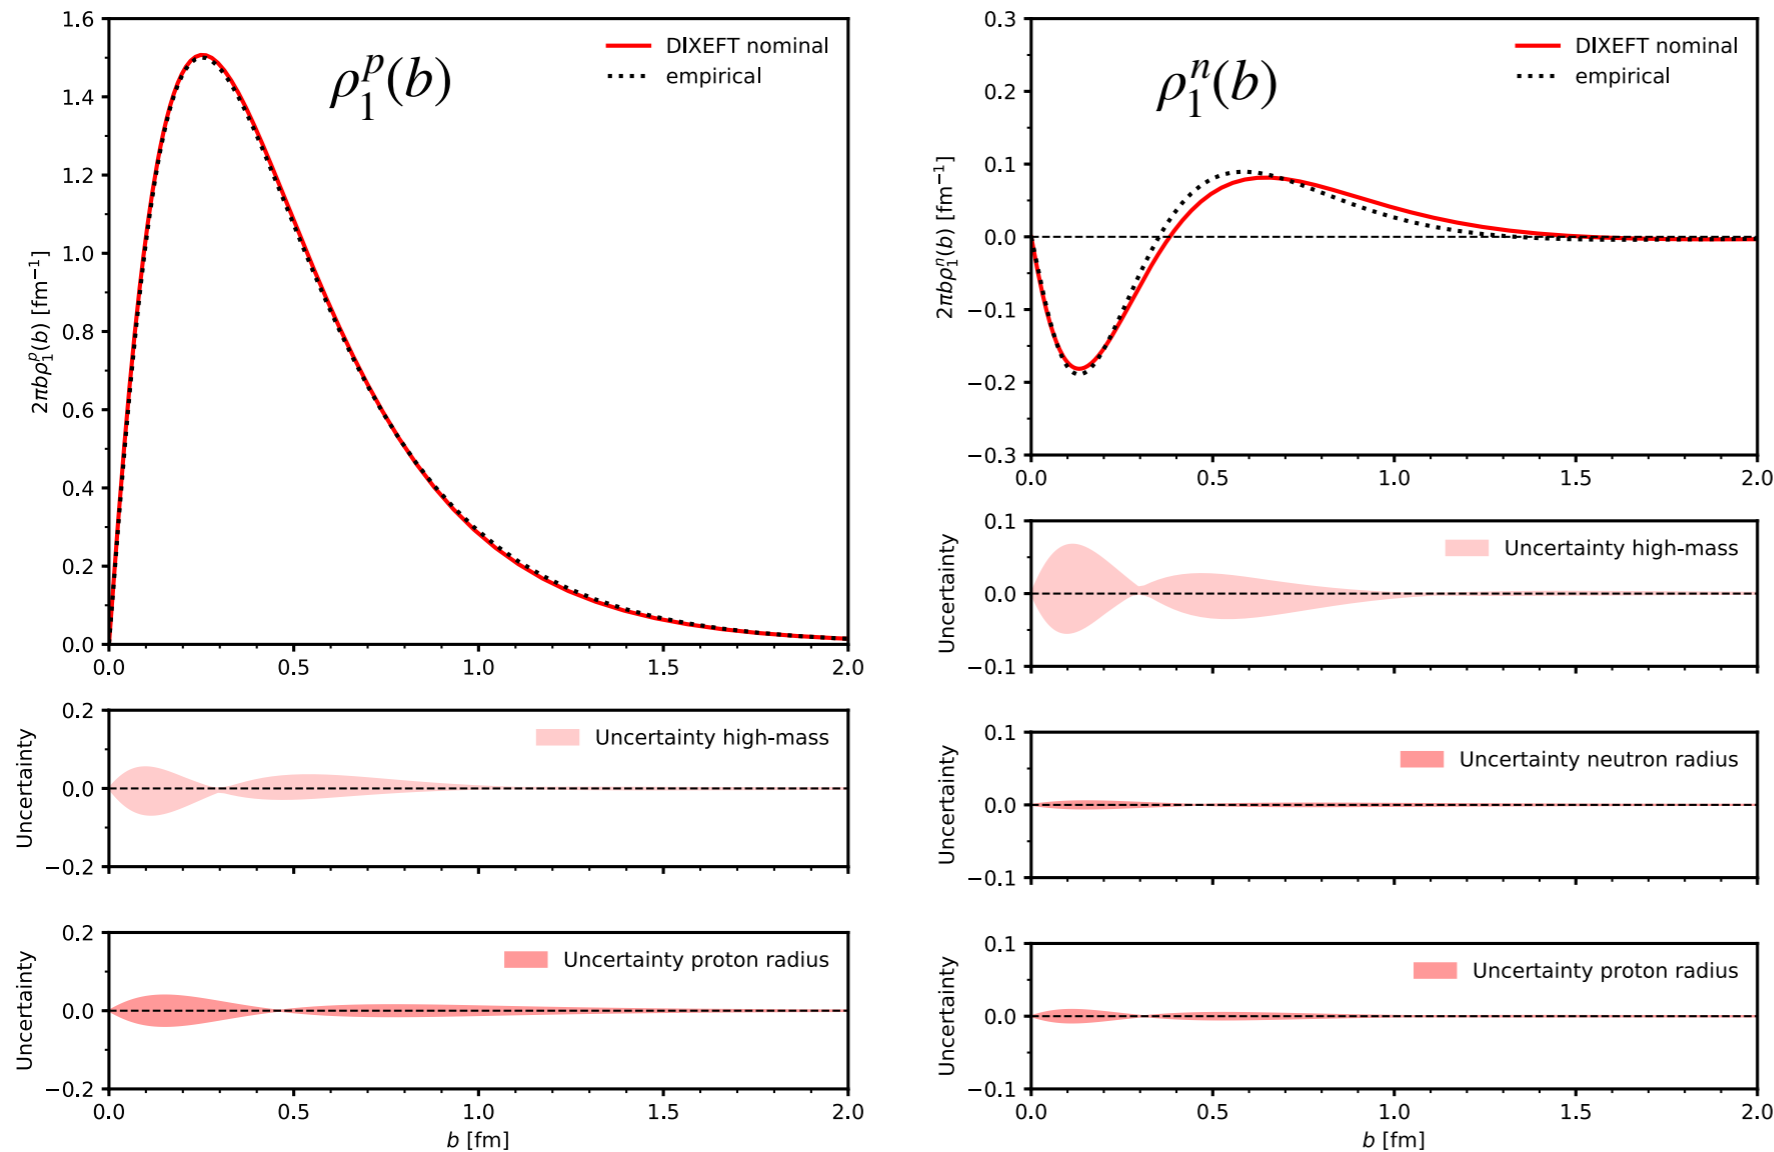 1.6
1.4
1.2
1.0
0.8
0.6
0.4
0.2
0.0
2πbρ₁ᵖ(b) [fm⁻¹]
ρ₁ᵖ(b)
DIXEFT nominal
empirical
0.0 0.5 1.0 1.5 2.0
0.2
0.0
−0.2
Uncertainty
Uncertainty high-mass
0.2
0.0
−0.2
Uncertainty
Uncertainty proton radius
0.0 0.5 1.0 1.5 2.0
b [fm]
0.3
0.2
0.1
0.0
−0.1
−0.2
−0.3
2πbρ₁ⁿ(b) [fm⁻¹]
ρ₁ⁿ(b)
DIXEFT nominal
empirical
0.0 0.5 1.0 1.5 2.0
0.1
0.0
−0.1
Uncertainty
Uncertainty high-mass
0.1
0.0
−0.1
Uncertainty
Uncertainty neutron radius
0.1
0.0
−0.1
Uncertainty
Uncertainty proton radius
0.0 0.5 1.0 1.5 2.0
b [fm]